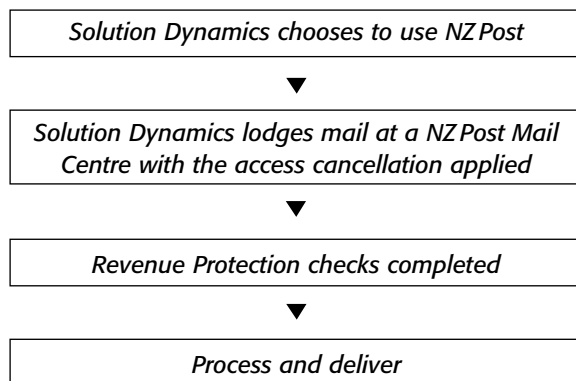 Solution Dynamics chooses to use NZ Post
Solution Dynamics lodges mail at a NZ Post Mail
Centre with the access cancellation applied
Revenue Protection checks completed
Process and deliver